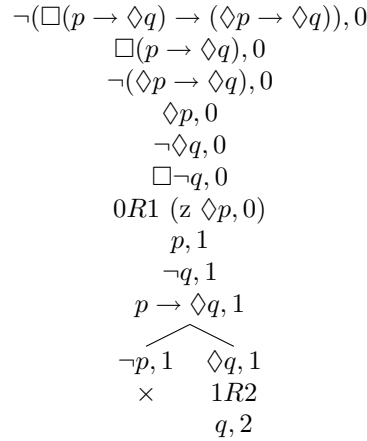 ¬(□(p → ◊q) → (◊p → ◊q)), 0
□(p → ◊q), 0
¬(◊p → ◊q), 0
◊p, 0
¬◊q, 0
□¬q, 0
0R1 (z ◊p, 0)
p, 1
¬q, 1
p → ◊q, 1
¬p, 1 ◊q, 1
× 1R2
q, 2